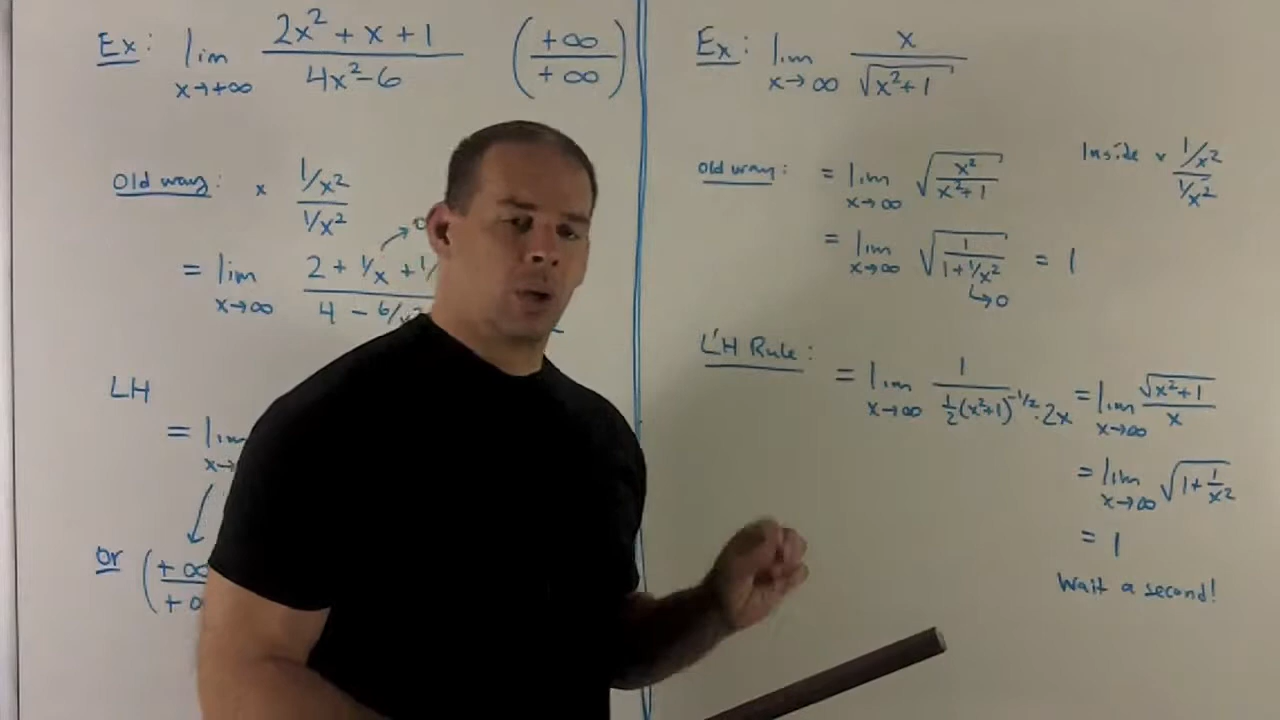 Ex: lim x→+∞ (2x² + x + 1)/(4x² - 6) (+∞/+∞)
Old way: × (1/x²)/(1/x²)
= lim x→∞ 2 + 1/x + 1/
4 - 6/x²
LH
= lim
x→
Or (+∞
+∞
Ex: lim x→∞ x/√(x²+1)
Old way: = lim x→∞ √(x²/(x²+1)) Inside × (1/x²)/(1/x²)
= lim x→∞ √(1/(1+1/x²)) = 1
↳0
L'H Rule: = lim x→∞ 1/(½(x²+1)^(-1/2)·2x) = lim x→∞ √(x²+1)/x
= lim x→∞ √(1+1/x²)
= 1
Wait a second!